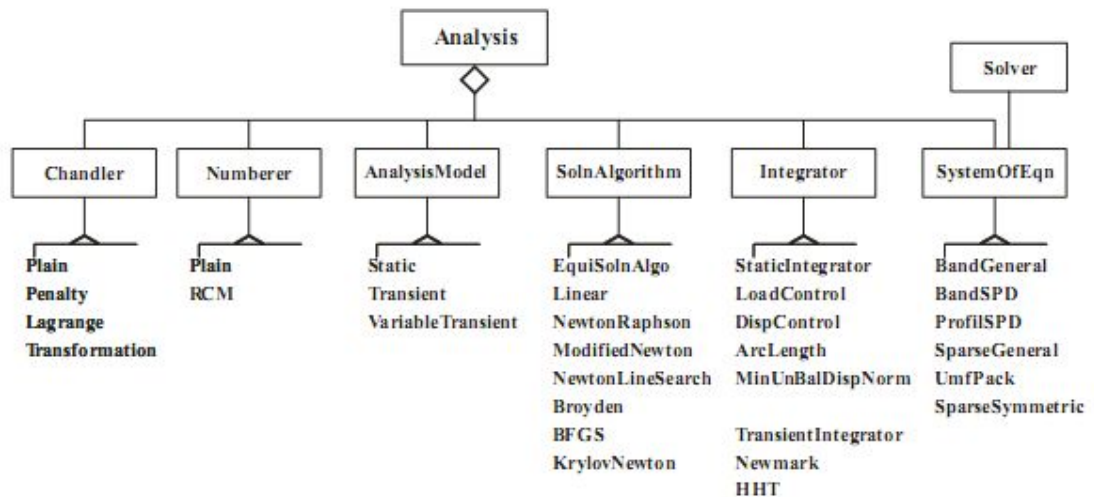 Analysis
Solver
Chandler
Numberer
AnalysisModel
SolnAlgorithm
Integrator
SystemOfEqn
Plain
Penalty
Lagrange
Transformation
Plain
RCM
Static
Transient
VariableTransient
EquiSolnAlgo
Linear
NewtonRaphson
ModifiedNewton
NewtonLineSearch
Broyden
BFGS
KrylovNewton
StaticIntegrator
LoadControl
DispControl
ArcLength
MinUnBalDispNorm
TransientIntegrator
Newmark
HHT
BandGeneral
BandSPD
ProfilSPD
SparseGeneral
UmfPack
SparseSymmetric